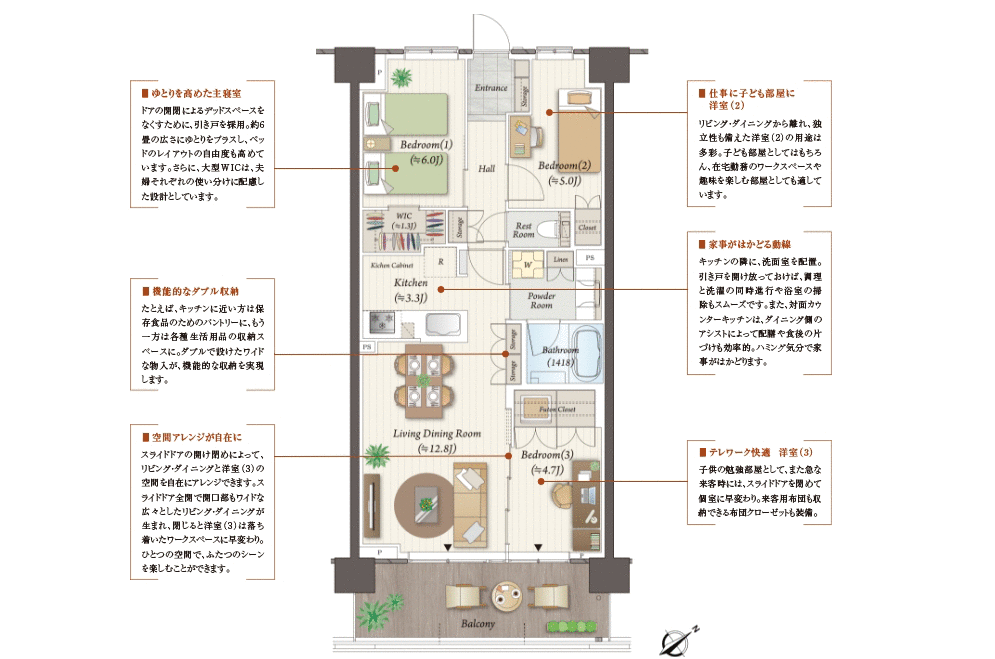 ■ゆとりを高めた主寝室
ドアの開閉によるデッドスペースを
なくすために、引き戸を採用。約6
畳の広さにゆとりをプラスし、ベッ
ドのレイアウトの自由度も高めて
います。さらに、大型WICは、夫
婦それぞれの使い分けに配慮し
た設計としています。
■機能的なダブル収納
たとえば、キッチンに近い方は保
存食品のためのパントリーに、もう
一方は各種生活用品の収納ス
ペースに。ダブルで設けたワイド
な物入が、機能的な収納を実現
します。
■空間アレンジが自在に
スライドドアの開け閉めによって、
リビング・ダイニングと洋室（3）の
空間を自在にアレンジできます。ス
ライドドア全開で開口部もワイドな
広々としたリビング・ダイニングが
生まれ、閉じると洋室（3）は落ち
着いたワークスペースに早変わり。
ひとつの空間で、ふたつのシーン
を楽しむことができます。
P
Entrance
Storage
Bedroom(1)
(≒6.0J)
Hall
Bedroom(2)
(≒5.0J)
WIC
(≒1.3J)
Storage
Rest
Room
Closet
Kichen Cabinet
R
W
Linen
PS
Kitchen
(≒3.3J)
Powder
Room
PS
Storage
Storage
Bathroom
(1418)
Futon Closet
Living Dining Room
(≒12.8J)
Bedroom(3)
(≒4.7J)
P
P
Balcony
N
■仕事に子ども部屋に
洋室（2）
リビング・ダイニングから離れ、独
立性も備えた洋室（2）の用途は
多彩。子ども部屋としてはもちろ
ん、在宅勤務のワークスペースや
趣味を楽しむ部屋としても適して
います。
■家事がはかどる動線
キッチンの隣に、洗面室を配置。
引き戸を開け放っておけば、調理
と洗濯の同時進行や浴室の掃
除もスムーズです。また、対面カウ
ンターキッチンは、ダイニング側の
アシストによって配膳や食後の片
づけも効率的。ハミング気分で家
事がはかどります。
■テレワーク快適　洋室（3）
子供の勉強部屋として、また急な
来客時には、スライドドアを閉めて
個室に早変わり。来客用布団も収
納できる布団クローゼットも装備。